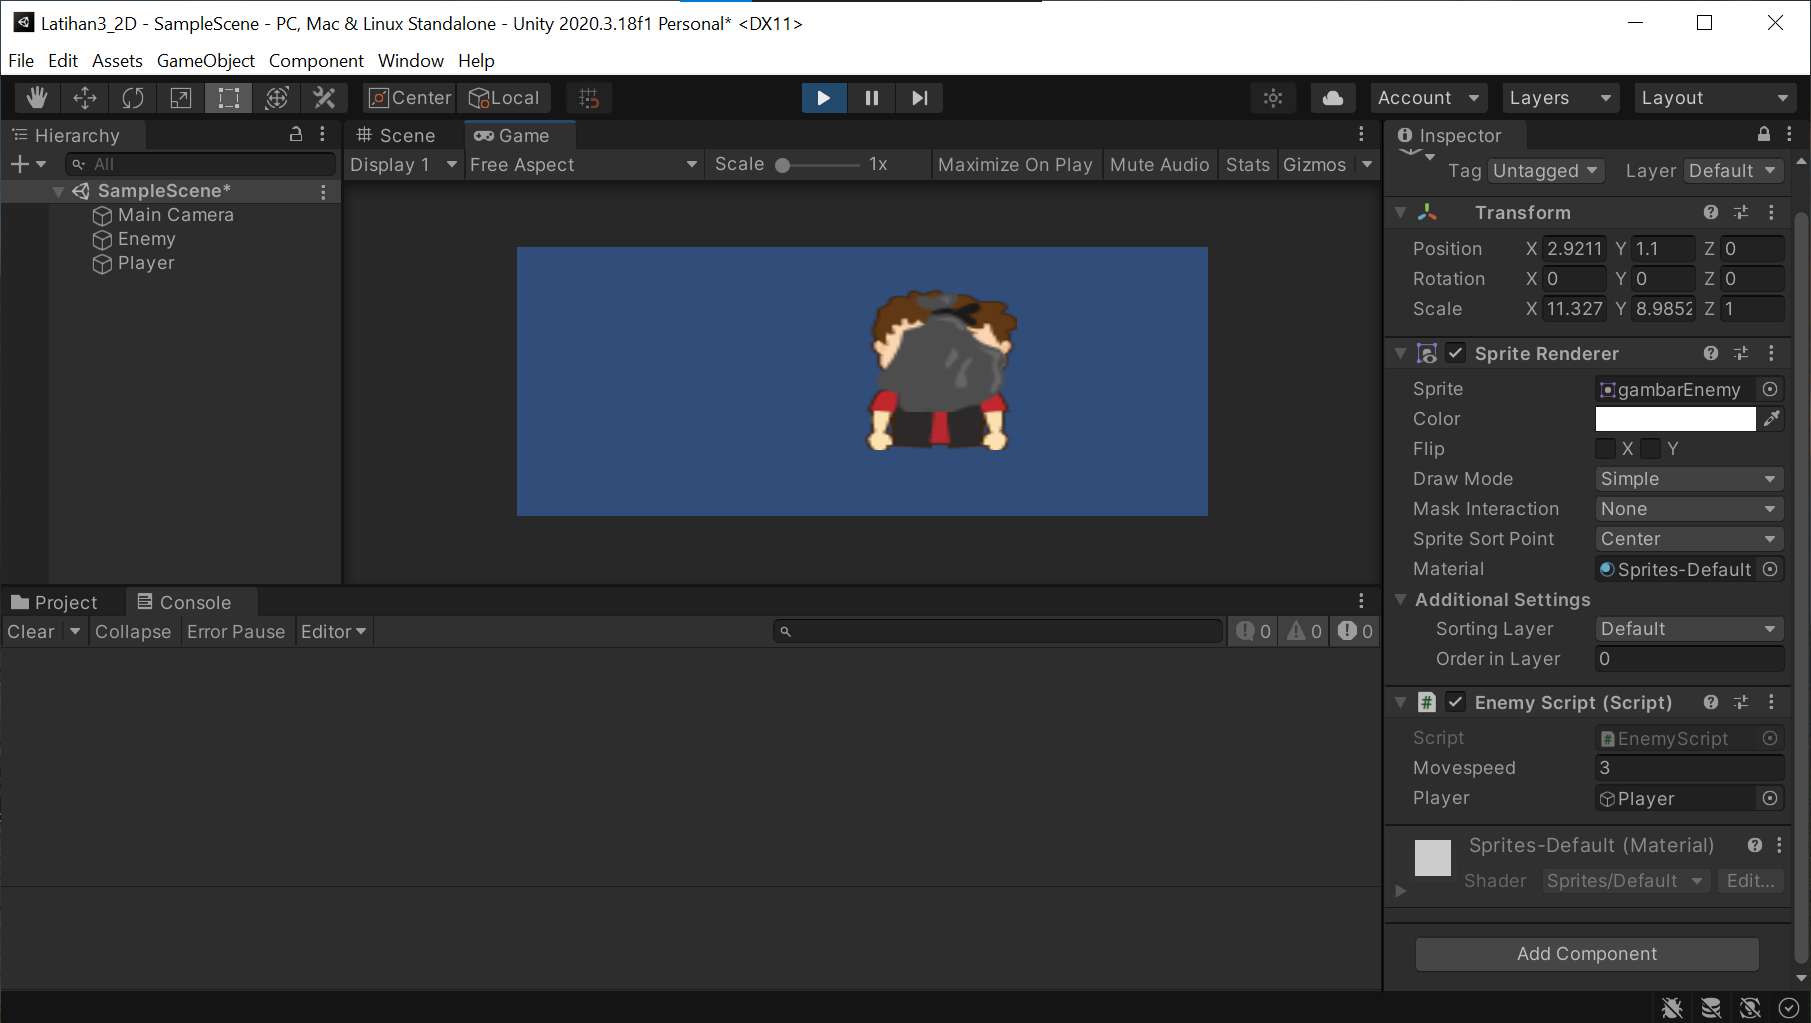 Latihan3_2D - SampleScene - PC, Mac & Linux Standalone - Unity 2020.3.18f1 Personal* <DX11>
File Edit Assets GameObject Component Window Help
Center Local Account Layers Layout
Hierarchy
All
SampleScene*
Main Camera
Enemy
Player
Scene Game
Display 1 Free Aspect Scale 1x Maximize On Play Mute Audio Stats Gizmos
Project Console
Clear Collapse Error Pause Editor 0 0 0
Inspector
Tag Untagged Layer Default
Transform
Position X 2.9211 Y 1.1 Z 0
Rotation X 0 Y 0 Z 0
Scale X 11.327 Y 8.9852 Z 1
Sprite Renderer
Sprite gambarEnemy
Color
Flip X Y
Draw Mode Simple
Mask Interaction None
Sprite Sort Point Center
Material Sprites-Default
Additional Settings
Sorting Layer Default
Order in Layer 0
# Enemy Script (Script)
Script EnemyScript
Movespeed 3
Player Player
Sprites-Default (Material)
Shader Sprites/Default Edit...
Add Component